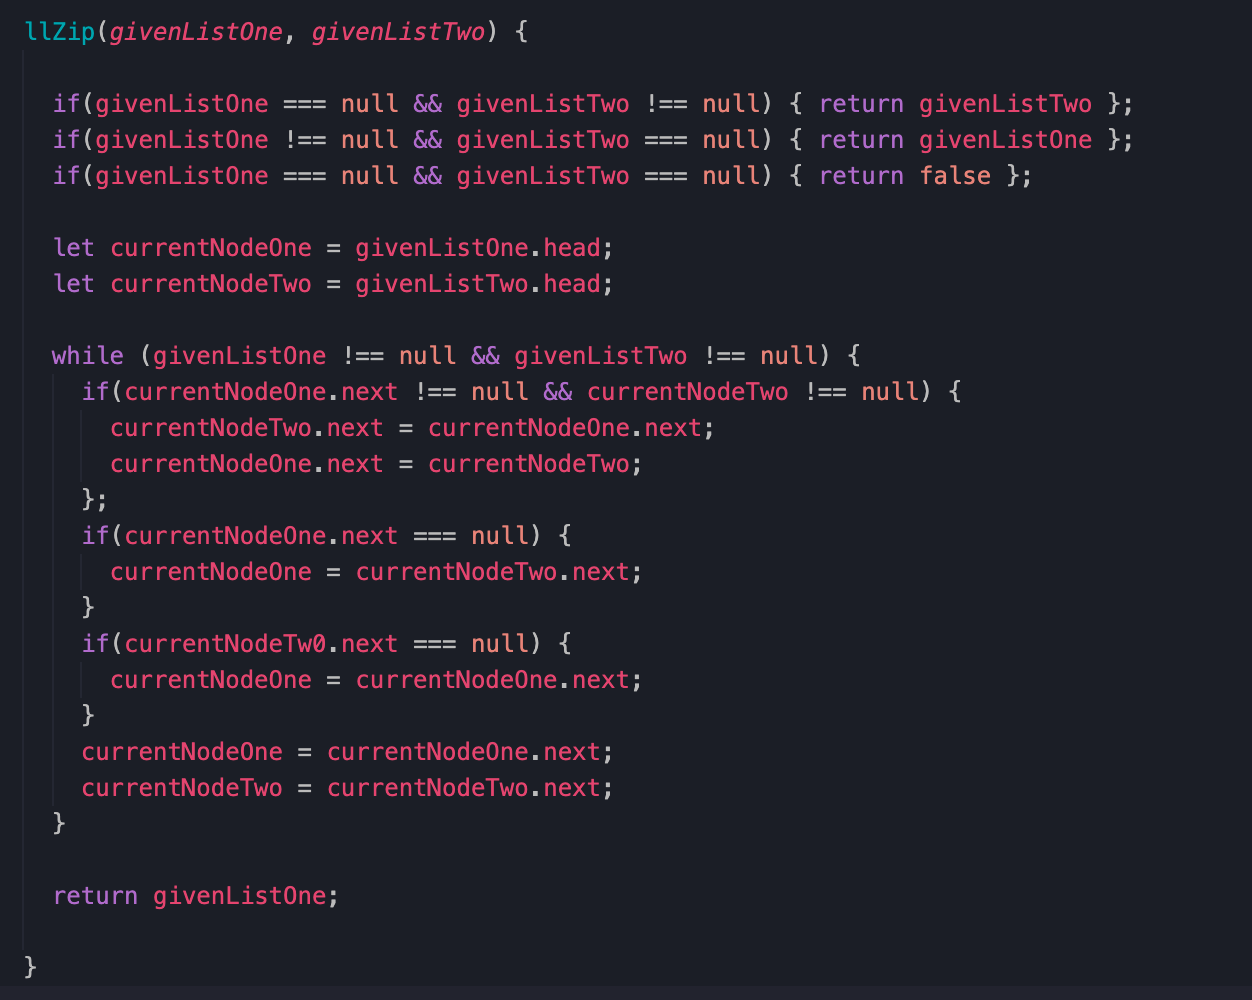 llZip(givenListOne, givenListTwo) {
if(givenListOne === null && givenListTwo !== null) { return givenListTwo };
if(givenListOne !== null && givenListTwo === null) { return givenListOne };
if(givenListOne === null && givenListTwo === null) { return false };
let currentNodeOne = givenListOne.head;
let currentNodeTwo = givenListTwo.head;
while (givenListOne !== null && givenListTwo !== null) {
if(currentNodeOne.next !== null && currentNodeTwo !== null) {
currentNodeTwo.next = currentNodeOne.next;
currentNodeOne.next = currentNodeTwo;
};
if(currentNodeOne.next === null) {
currentNodeOne = currentNodeTwo.next;
}
if(currentNodeTw0.next === null) {
currentNodeOne = currentNodeOne.next;
}
currentNodeOne = currentNodeOne.next;
currentNodeTwo = currentNodeTwo.next;
}
return givenListOne;
}